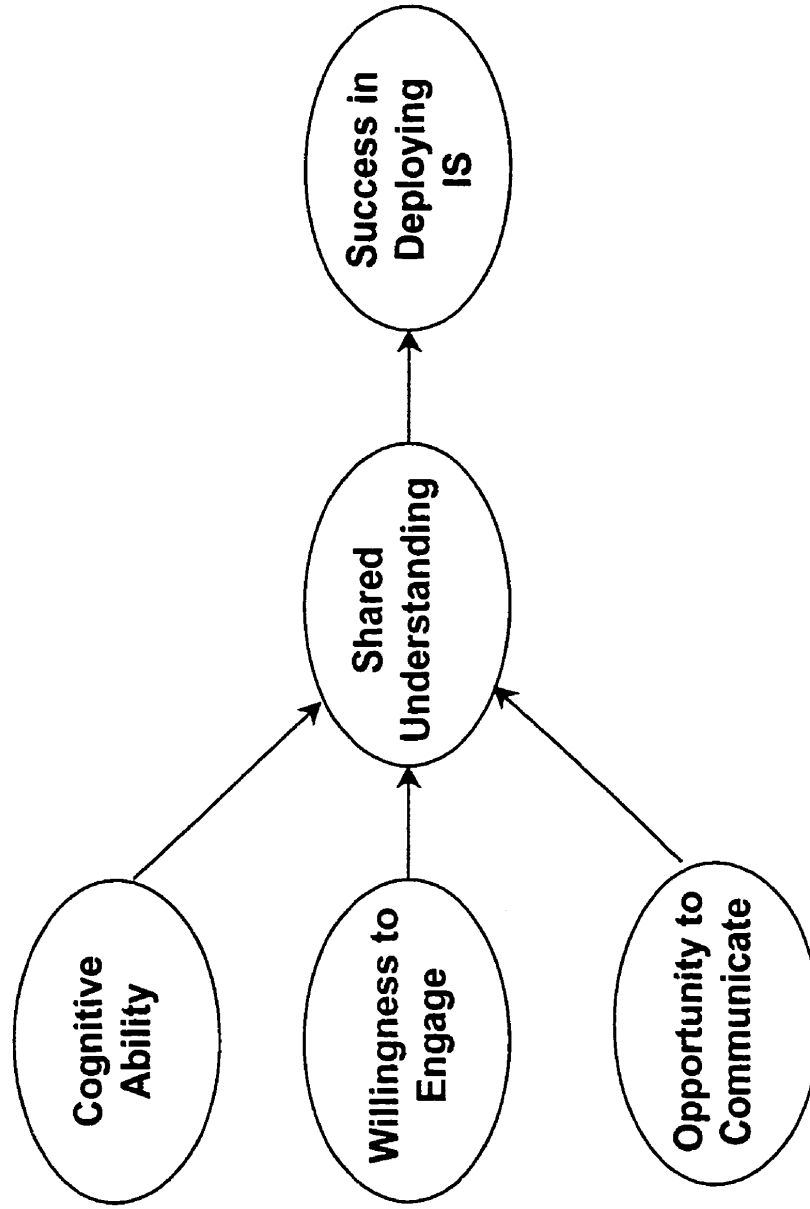 Cognitive
Ability
Willingness to
Engage
Opportunity to
Communicate
Shared
Understanding
Success in
Deploying
IS